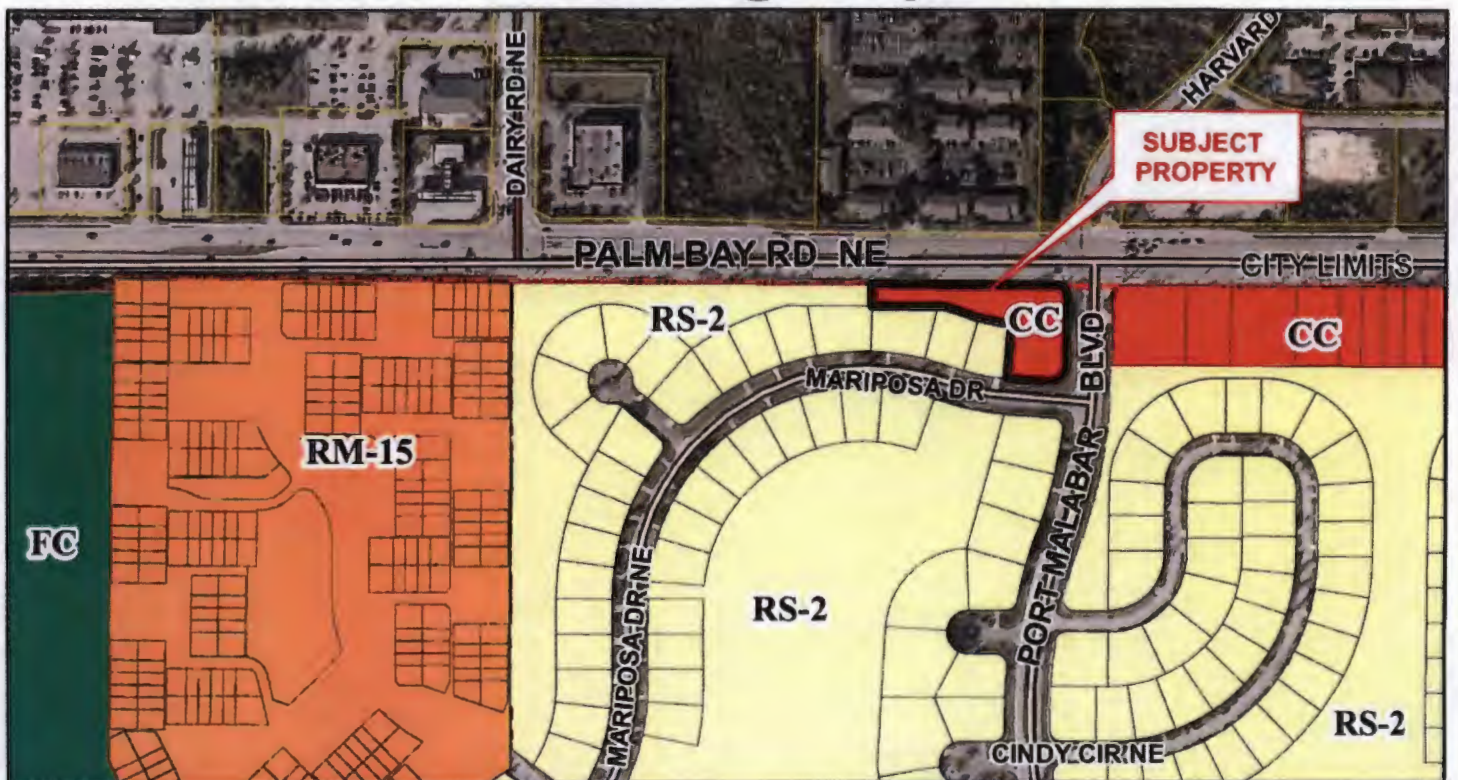 DAIRY RD NE
HARVARD
SUBJECT
PROPERTY
PALM BAY RD NE
CITY LIMITS
RS-2
CC
CC
MARIPOSA DR
PORT MALABAR BLVD
RM-15
FC
MARIPOSA DR NE
RS-2
RS-2
CINDY CIR NE